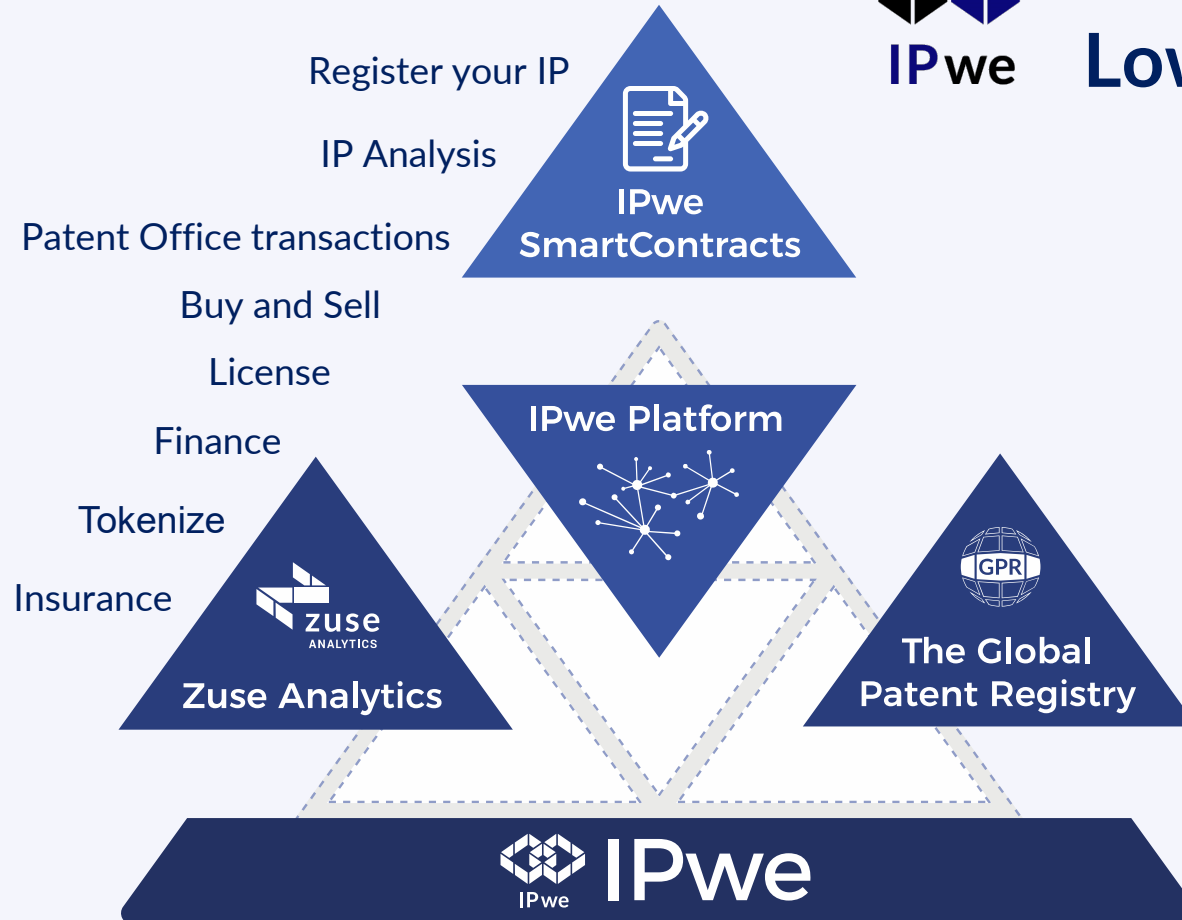 IPwe
Register your IP
IP Analysis
Patent Office transactions
Buy and Sell
License
Finance
Tokenize
Insurance
IPwe
SmartContracts
IPwe Platform
zuse
ANALYTICS
Zuse Analytics
GPR
The Global
Patent Registry
IPwe
IPwe